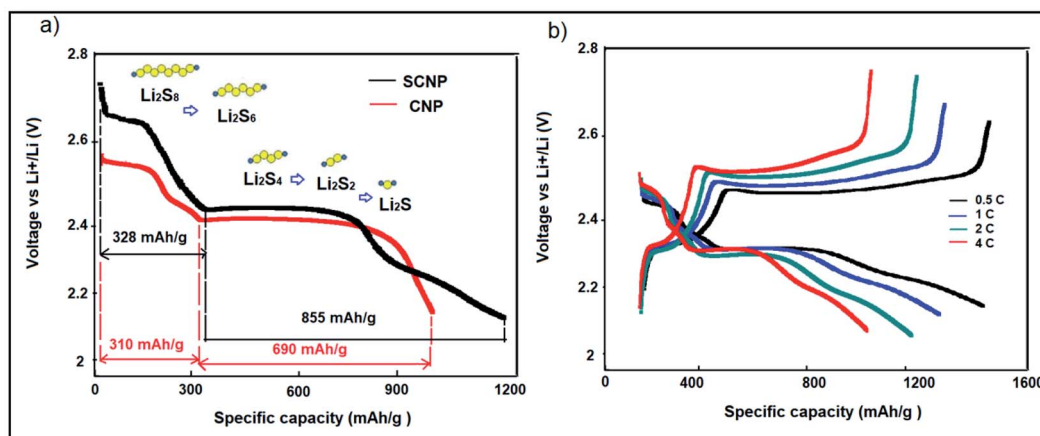 a)
Voltage vs Li+/Li (V)
2.8
2.6
2.4
2.2
2
Li₂S₈
Li₂S₆
SCNP
CNP
Li₂S₄
Li₂S₂
Li₂S
328 mAh/g
855 mAh/g
310 mAh/g
690 mAh/g
0 300 600 900 1200
Specific capacity (mAh/g )
b)
Voltage vs Li+/Li (V)
2.8
2.6
2.4
2.2
2
0.5 C
1 C
2 C
4 C
0 400 800 1200 1600
Specific capacity (mAh/g )